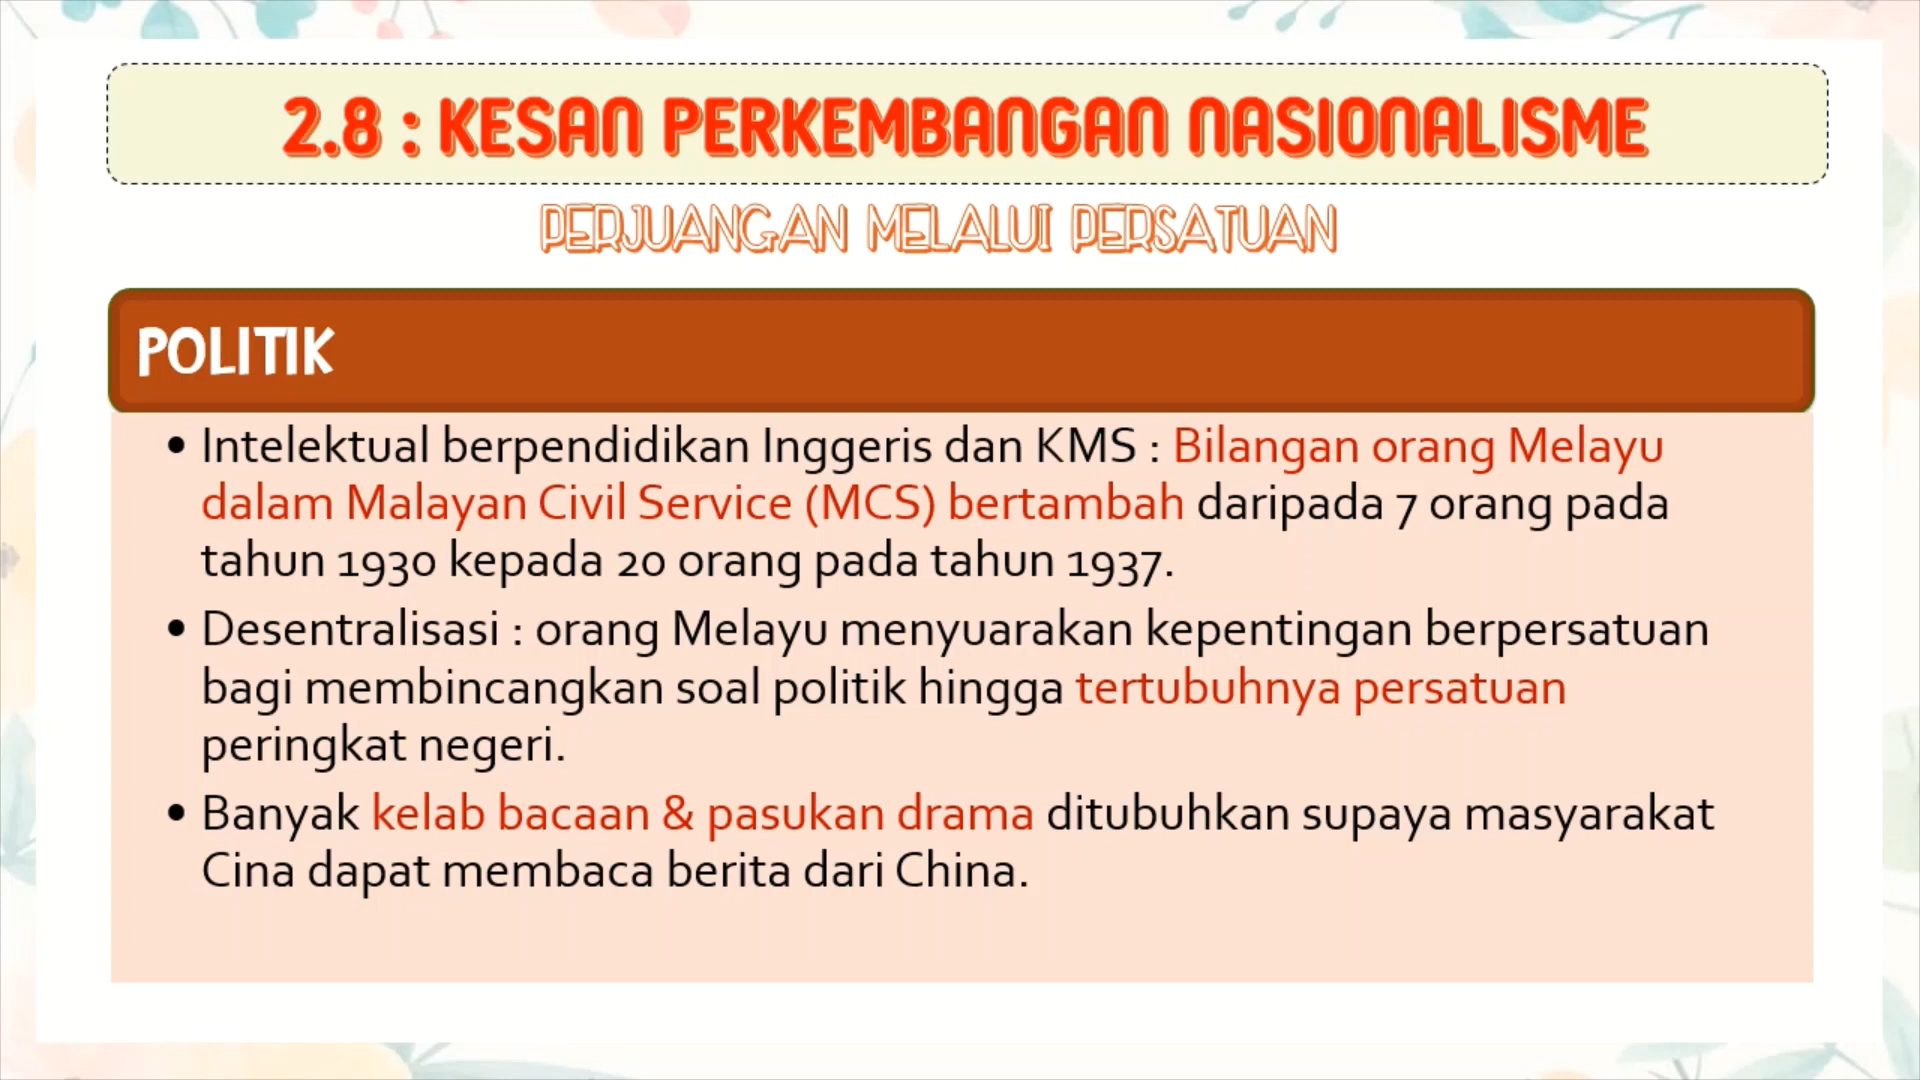 2.8 : KESAN PERKEMBANGAN NASIONALISME
PERJUANGAN MELALUI PERSATUAN
POLITIK
• Intelektual berpendidikan Inggeris dan KMS : Bilangan orang Melayu
dalam Malayan Civil Service (MCS) bertambah daripada 7 orang pada
tahun 1930 kepada 20 orang pada tahun 1937.
• Desentralisasi : orang Melayu menyuarakan kepentingan berpersatuan
bagi membincangkan soal politik hingga tertubuhnya persatuan
peringkat negeri.
• Banyak kelab bacaan & pasukan drama ditubuhkan supaya masyarakat
Cina dapat membaca berita dari China.